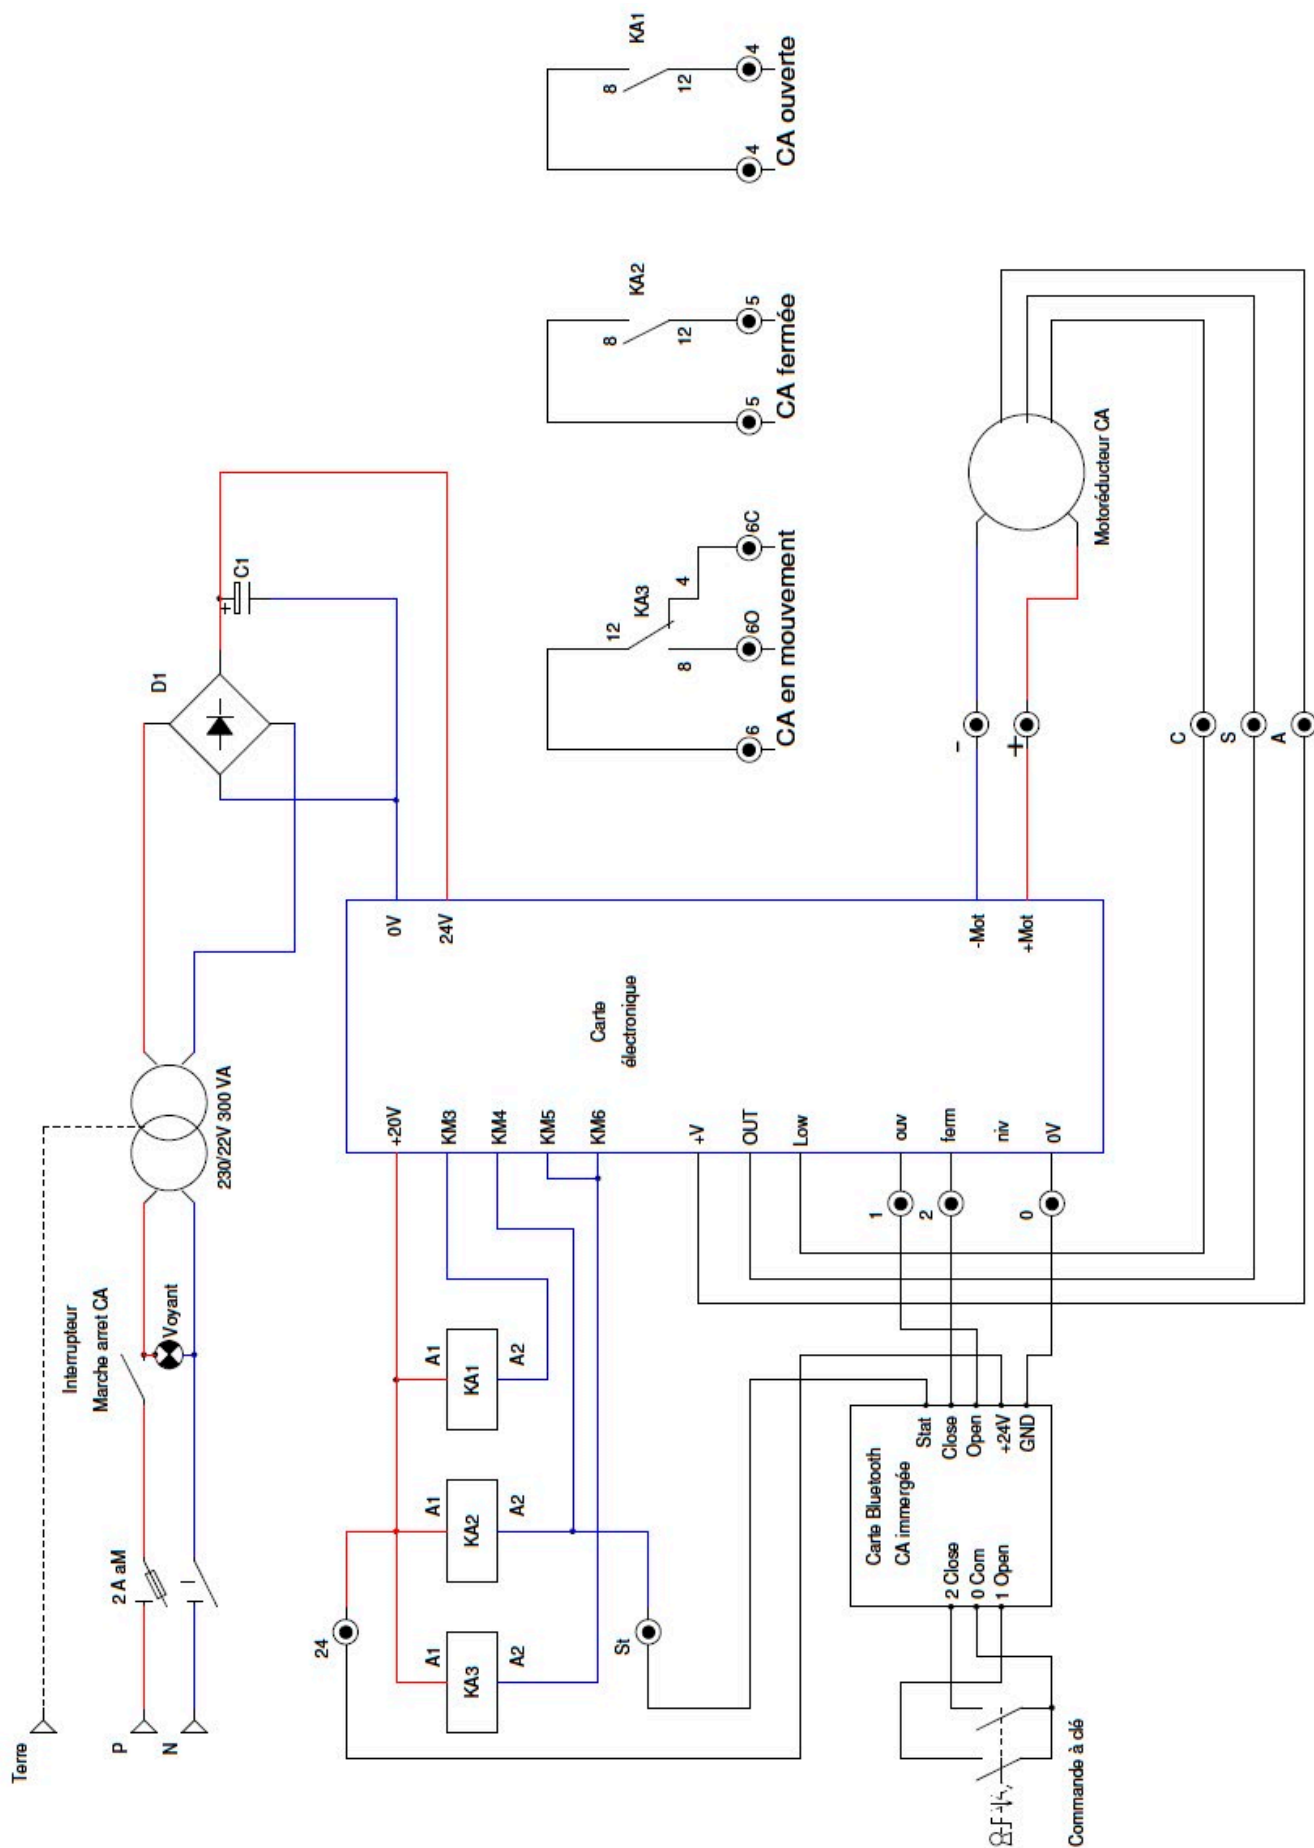 Terre
P
N
2 A aM
Interrupteur
Marche arret CA
Voyant
230/22V 300 VA
D1
+
C1
24
A1
KA3
A2
A1
KA2
A2
A1
KA1
A2
St
+20V
KM3
KM4
KM5
KM6
+V
OUT
Low
ouv
ferm
niv
0V
0V
24V
-Mot
+Mot
Carte
électronique
1
2
0
12
KA3
4
8
6
6O
6C
CA en mouvement
8
KA2
12
5
5
CA fermée
8
KA1
12
4
4
CA ouverte
-
+
Motoréducteur CA
C
S
A
Carte Bluetooth
CA immergée
2 Close
0 Com
1 Open
Stat
Close
Open
+24V
GND
Commande à clé